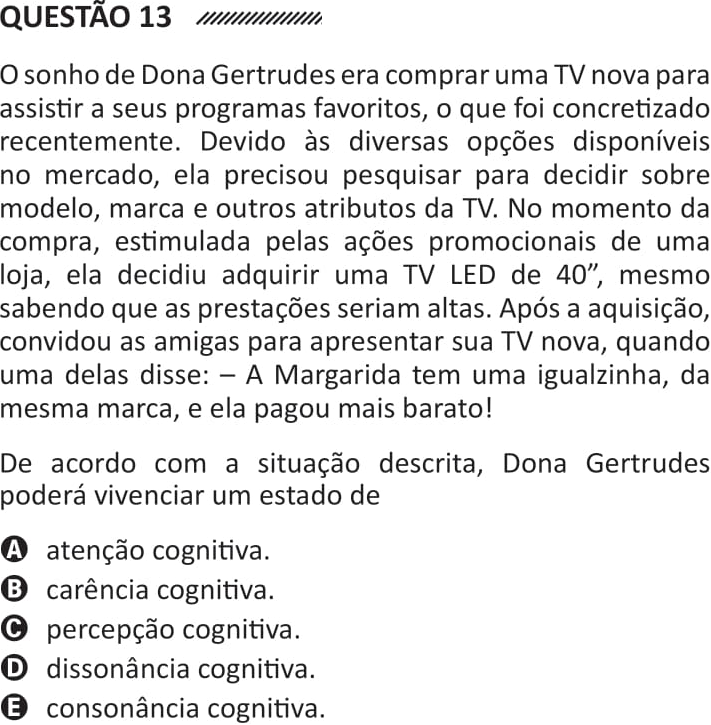 QUESTÃO 13
O sonho de Dona Gertrudes era comprar uma TV nova para
assistir a seus programas favoritos, o que foi concretizado
recentemente. Devido às diversas opções disponíveis
no mercado, ela precisou pesquisar para decidir sobre
modelo, marca e outros atributos da TV. No momento da
compra, estimulada pelas ações promocionais de uma
loja, ela decidiu adquirir uma TV LED de 40”, mesmo
sabendo que as prestações seriam altas. Após a aquisição,
convidou as amigas para apresentar sua TV nova, quando
uma delas disse: – A Margarida tem uma igualzinha, da
mesma marca, e ela pagou mais barato!
De acordo com a situação descrita, Dona Gertrudes
poderá vivenciar um estado de
A atenção cognitiva.
B carência cognitiva.
C percepção cognitiva.
D dissonância cognitiva.
E consonância cognitiva.